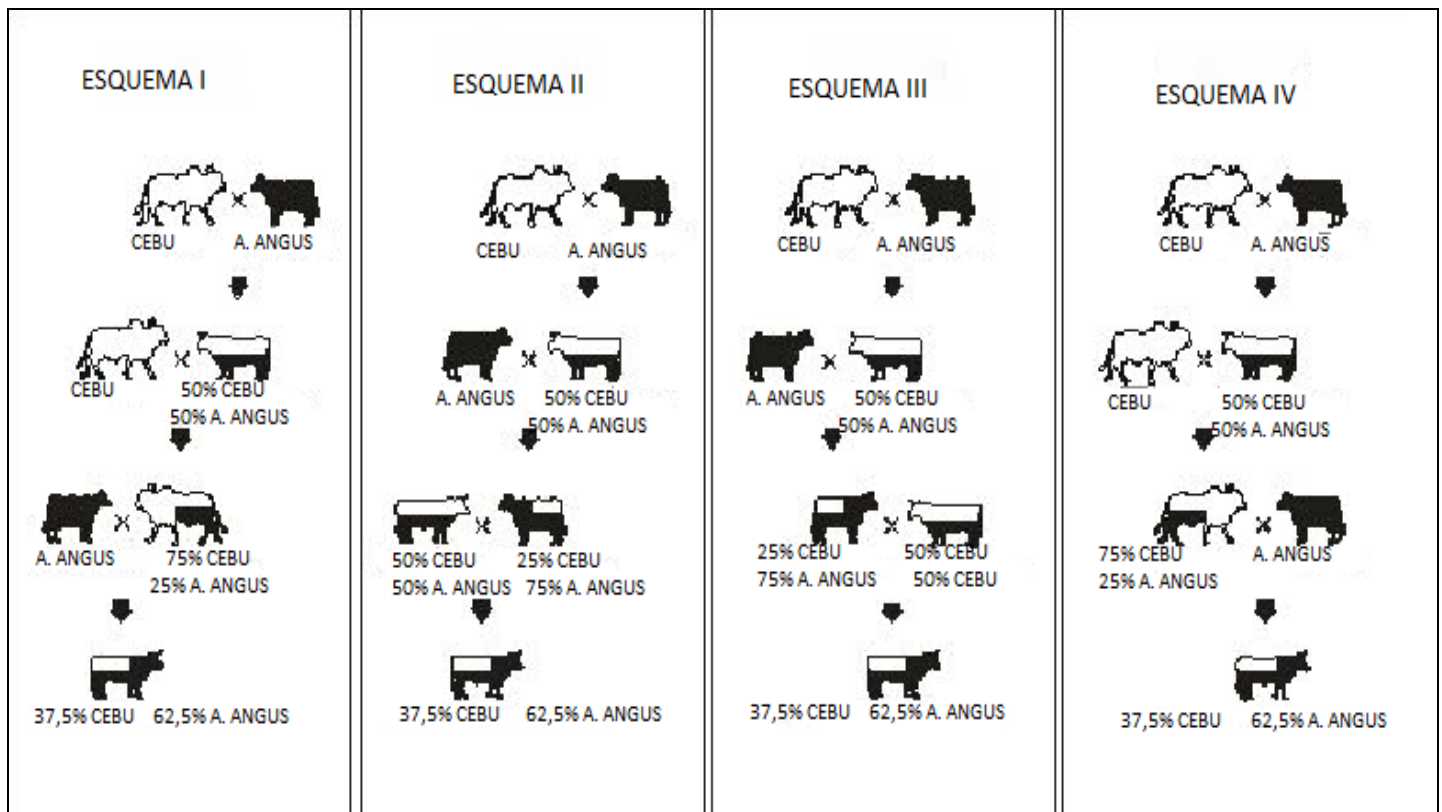 ESQUEMA I
CEBU A. ANGUS
CEBU 50% CEBU
50% A. ANGUS
A. ANGUS 75% CEBU
25% A. ANGUS
37,5% CEBU 62,5% A. ANGUS
ESQUEMA II
CEBU A. ANGUS
A. ANGUS 50% CEBU
50% A. ANGUS
50% CEBU 25% CEBU
50% A. ANGUS 75% A. ANGUS
37,5% CEBU 62,5% A. ANGUS
ESQUEMA III
CEBU A. ANGUS
A. ANGUS 50% CEBU
50% A. ANGUS
25% CEBU 50% CEBU
75% A. ANGUS 50% CEBU
37,5% CEBU 62,5% A. ANGUS
ESQUEMA IV
CEBU A. ANGUS
CEBU 50% CEBU
50% A. ANGUS
75% CEBU A. ANGUS
25% A. ANGUS
37,5% CEBU 62,5% A. ANGUS